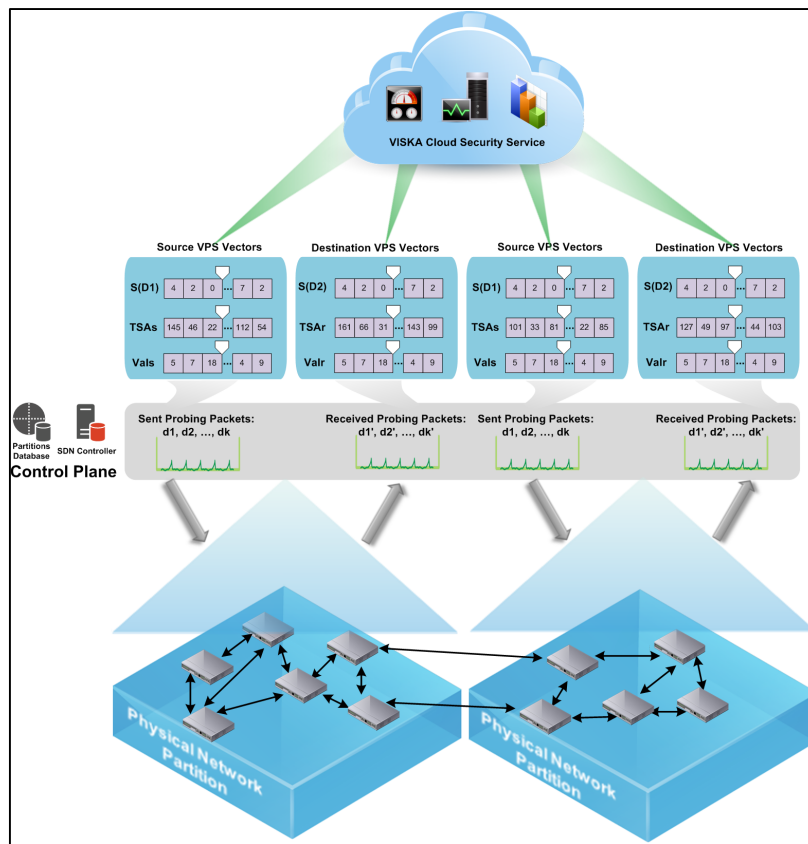 VISKA Cloud Security Service
Source VPS Vectors
Destination VPS Vectors
Source VPS Vectors
Destination VPS Vectors
S(D1) 4 2 0 ... 7 2
TSAs 145 46 22 ... 112 54
Vals 5 7 18 ... 4 9
S(D2) 4 2 0 ... 7 2
TSAr 161 66 31 ... 143 99
Valr 5 7 18 ... 4 9
S(D1) 4 2 0 ... 7 2
TSAs 101 33 81 ... 22 85
Vals 5 7 18 ... 4 9
S(D2) 4 2 0 ... 7 2
TSAr 127 49 97 ... 44 103
Valr 5 7 18 ... 4 9
Partitions
Database
SDN Controller
Control Plane
Sent Probing Packets:
d1, d2, ..., dk
Received Probing Packets:
d1', d2', ..., dk'
Sent Probing Packets:
d1, d2, ..., dk
Received Probing Packets:
d1', d2', ..., dk'
Physical Network
Partition
Physical Network
Partition